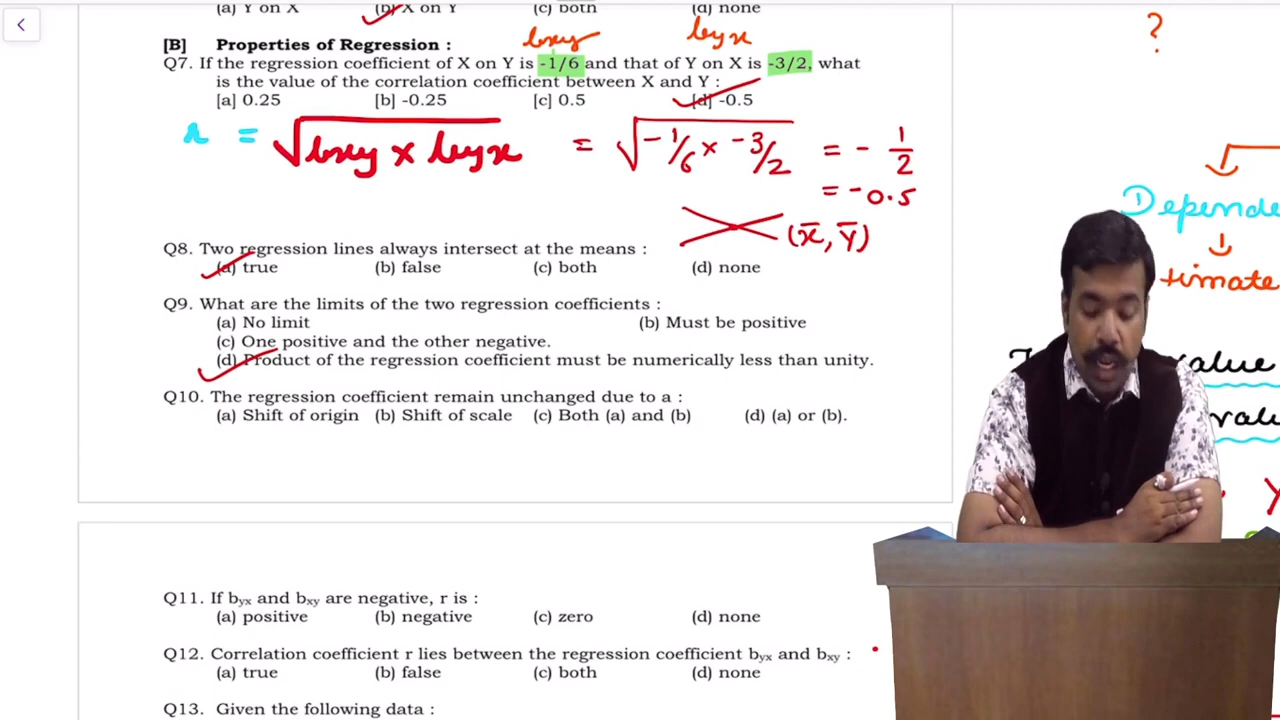 (a) Y on X (b) X on Y (c) both (d) none
bxy byx
[B] Properties of Regression :
Q7. If the regression coefficient of X on Y is -1/6 and that of Y on X is -3/2, what
is the value of the correlation coefficient between X and Y :
[a] 0.25 [b] -0.25 [c] 0.5 [d] -0.5
r = √bxy × byx = √-1/6 × -3/2 = - 1/2
= -0.5
(x̄, Ȳ)
Q8. Two regression lines always intersect at the means :
(a) true (b) false (c) both (d) none
Q9. What are the limits of the two regression coefficients :
(a) No limit (b) Must be positive
(c) One positive and the other negative.
(d) Product of the regression coefficient must be numerically less than unity.
Q10. The regression coefficient remain unchanged due to a :
(a) Shift of origin (b) Shift of scale (c) Both (a) and (b) (d) (a) or (b).
Q11. If byx and bxy are negative, r is :
(a) positive (b) negative (c) zero (d) none
Q12. Correlation coefficient r lies between the regression coefficient byx and bxy :
(a) true (b) false (c) both (d) none
Q13. Given the following data :
?
Depende
timate
value
valu
Y